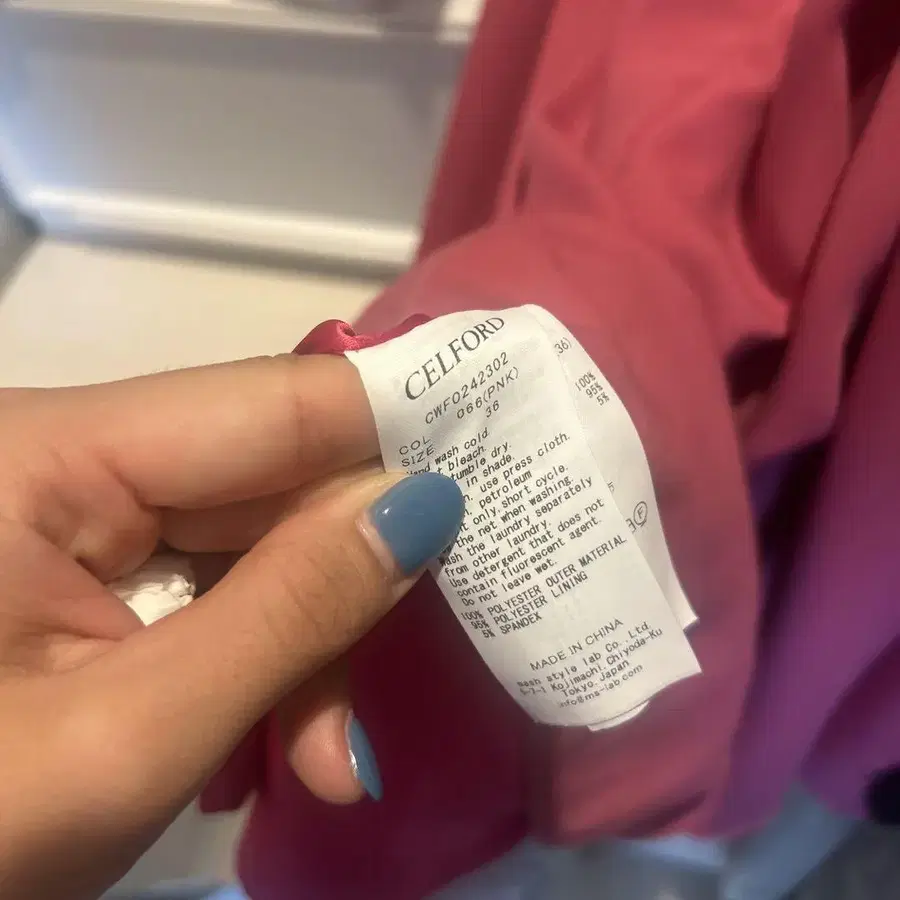 CELFORD
CWFO242302
COL 066(PNK)
SIZE 36
wash cold
bleach.
tumble dry.
in shade.
use press cloth.
petroleum
only. short cycle.
the net when washing.
the laundry separately
from other laundry.
Use detergent that does not
contain fluorescent agent.
Do not leave wet.
100% POLYESTER OUTER MATERIAL
95% POLYESTER LINING
5% SPANDEX
MADE IN CHINA
style lab Co., Ltd.
Kojimachi, Chiyoda-Ku
Tokyo, Japan
info@ms-lab.com
36)
100%
95%
5%
F